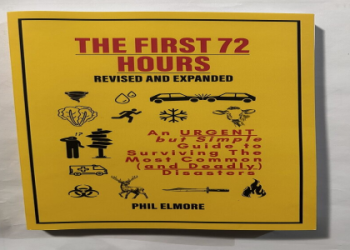 THE FIRST 72
HOURS
REVISED AND EXPANDED
An URGENT
but Simple
Guide to
Surviving The
Most Common
(and Deadly)
Disasters
PHIL ELMORE